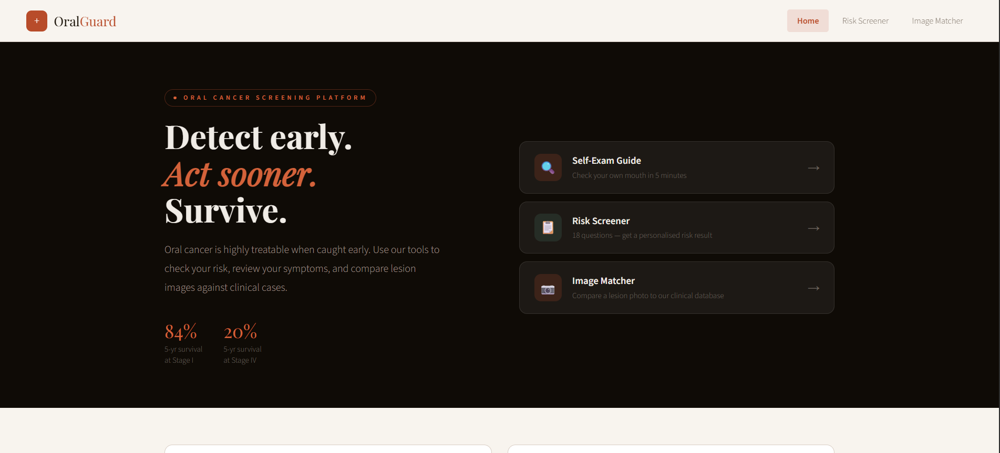 + OralGuard
Home Risk Screener Image Matcher
ORAL CANCER SCREENING PLATFORM
Detect early.
Act sooner.
Survive.
Oral cancer is highly treatable when caught early. Use our tools to
check your risk, review your symptoms, and compare lesion
images against clinical cases.
84%
5-yr survival
at Stage I
20%
5-yr survival
at Stage IV
Self-Exam Guide
Check your own mouth in 5 minutes
→
Risk Screener
18 questions — get a personalised risk result
→
Image Matcher
Compare a lesion photo to our clinical database
→